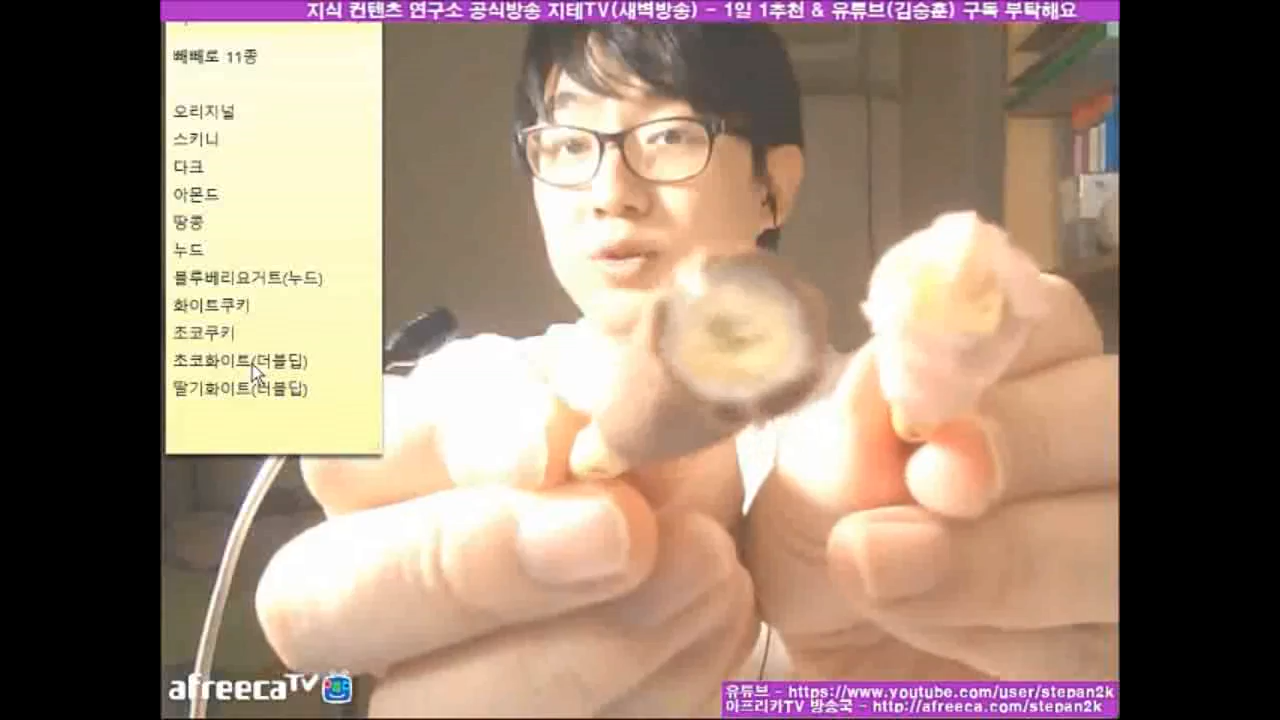 지식 컨텐츠 연구소 공식방송 지테TV(새벽방송) - 1일 1추천 & 유튜브(김승훈) 구독 부탁해요
빼빼로 11종
오리지널
스키니
다크
아몬드
땅콩
누드
블루베리요거트(누드)
화이트쿠키
초코쿠키
초코화이트(더블딥)
딸기화이트(더블딥)
afreecaTV
유튜브 - https://www.youtube.com/user/stepan2k
아프리카TV 방송국 - http://afreeca.com/stepan2k